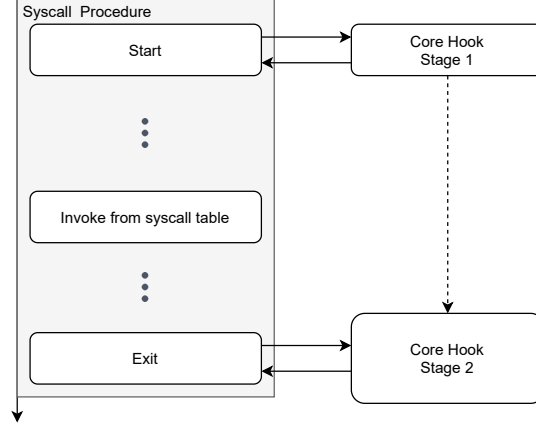 Syscall Procedure
Start
Core Hook
Stage 1
Invoke from syscall table
Exit
Core Hook
Stage 2